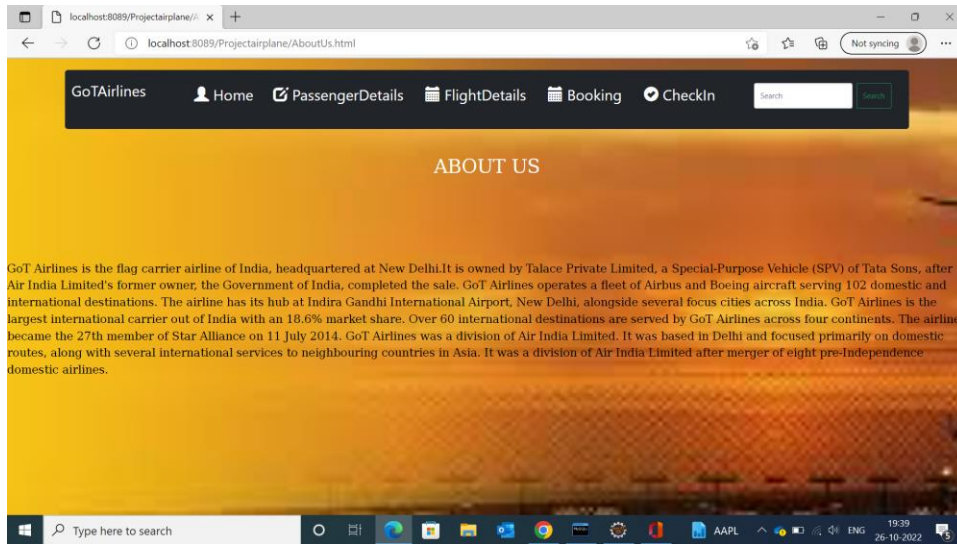 localhost:8089/Projectairplane/A
localhost:8089/Projectairplane/AboutUs.html
Not syncing
GoTAirlines
Home
PassengerDetails
FlightDetails
Booking
CheckIn
Search
Search
ABOUT US
GoT Airlines is the flag carrier airline of India, headquartered at New Delhi.It is owned by Talace Private Limited, a Special-Purpose Vehicle (SPV) of Tata Sons, after
Air India Limited's former owner, the Government of India, completed the sale. GoT Airlines operates a fleet of Airbus and Boeing aircraft serving 102 domestic and
international destinations. The airline has its hub at Indira Gandhi International Airport, New Delhi, alongside several focus cities across India. GoT Airlines is the
largest international carrier out of India with an 18.6% market share. Over 60 international destinations are served by GoT Airlines across four continents. The airline
became the 27th member of Star Alliance on 11 July 2014. GoT Airlines was a division of Air India Limited. It was based in Delhi and focused primarily on domestic
routes, along with several international services to neighbouring countries in Asia. It was a division of Air India Limited after merger of eight pre-Independence
domestic airlines.
Type here to search
AAPL
ENG
19:39
26-10-2022
5